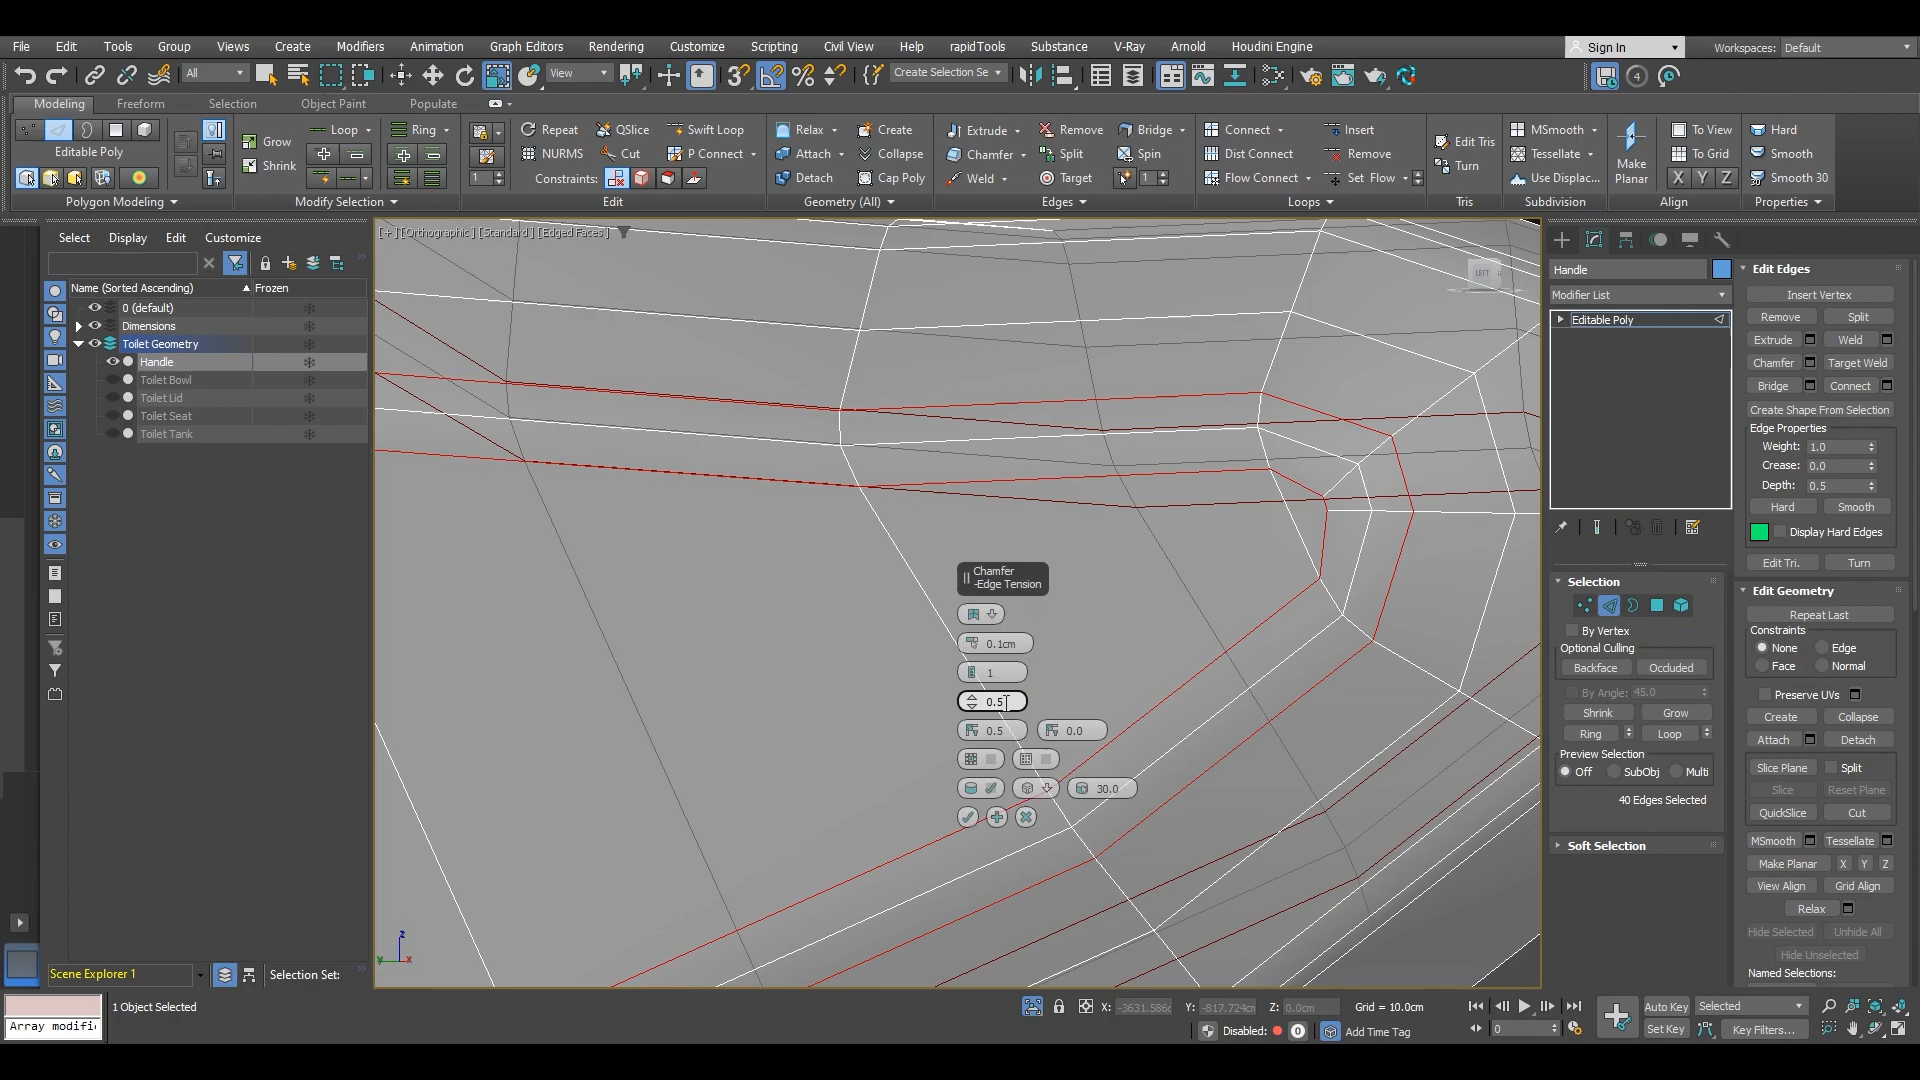 File Edit Tools Group Views Create Modifiers Animation Graph Editors Rendering Customize Scripting Civil View Help rapidTools Substance V-Ray Arnold Houdini Engine Sign In Workspaces: Default
All View Create Selection Se
Modeling Freeform Selection Object Paint Populate
Editable Poly
Polygon Modeling
Grow
Shrink
Loop Ring
Modify Selection
1
Repeat QSlice Swift Loop
NURMS Cut P Connect
Constraints:
Edit
Relax Create
Attach Collapse
Detach Cap Poly
Geometry (All)
Extrude Remove Bridge
Chamfer Split Spin
Weld Target 1
Edges
Connect Insert
Dist Connect Remove
Flow Connect Set Flow
Loops
Edit Tris
Turn
Tris
MSmooth
Tessellate
Use Displac...
Subdivision
Make
Planar
To View
To Grid
X Y Z
Align
Hard
Smooth
Smooth 30
Properties
Select Display Edit Customize
Name (Sorted Ascending) Frozen
0 (default)
Dimensions
Toilet Geometry
Handle
Toilet Bowl
Toilet Lid
Toilet Seat
Toilet Tank
Scene Explorer 1 Selection Set:
[+] [Orthographic] [Standard] [Edged Faces]
LEFT
Chamfer
-Edge Tension
0.1cm
1
0.5
0.5 0.0
30.0
z
y x
Handle
Modifier List
Editable Poly
Selection
By Vertex
Optional Culling
Backface Occluded
By Angle: 45.0
Shrink Grow
Ring Loop
Preview Selection
Off SubObj Multi
40 Edges Selected
Soft Selection
Edit Edges
Insert Vertex
Remove Split
Extrude Weld
Chamfer Target Weld
Bridge Connect
Create Shape From Selection
Edge Properties
Weight: 1.0
Crease: 0.0
Depth: 0.5
Hard Smooth
Display Hard Edges
Edit Tri. Turn
Edit Geometry
Repeat Last
Constraints
None Edge
Face Normal
Preserve UVs
Create Collapse
Attach Detach
Slice Plane Split
Slice Reset Plane
QuickSlice Cut
MSmooth Tessellate
Make Planar X Y Z
View Align Grid Align
Relax
Hide Selected Unhide All
Hide Unselected
Named Selections:
Array modifi
1 Object Selected
X: -3631.586c Y: -817.724cm Z: 0.0cm Grid = 10.0cm
Disabled: 0 Add Time Tag
0
Auto Key Selected
Set Key Key Filters...